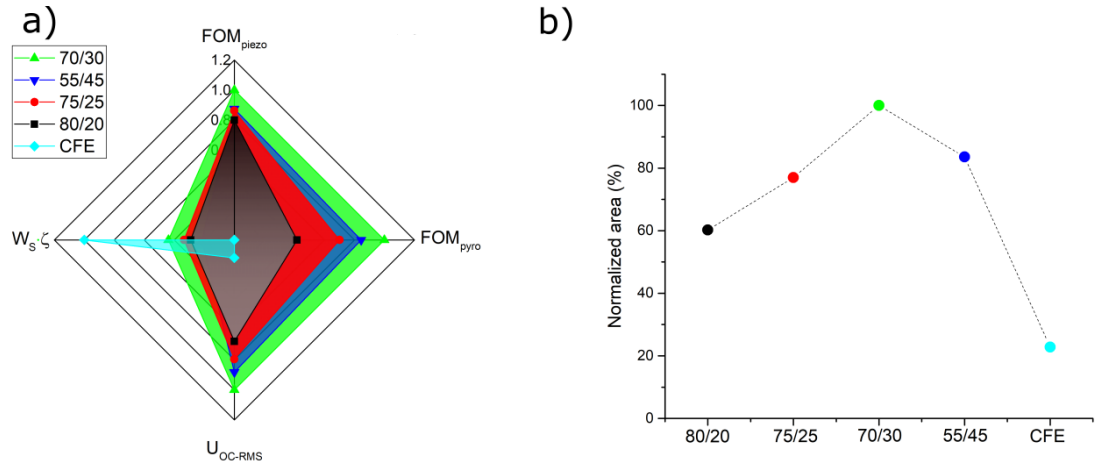 a)
FOMpiezo
70/30
55/45
75/25
80/20
CFE
1.2
1.0
0.8
0.
WS·ζ
FOMpyro
UOC-RMS
b)
Normalized area (%)
100
80
60
40
20
0
80/20 75/25 70/30 55/45 CFE